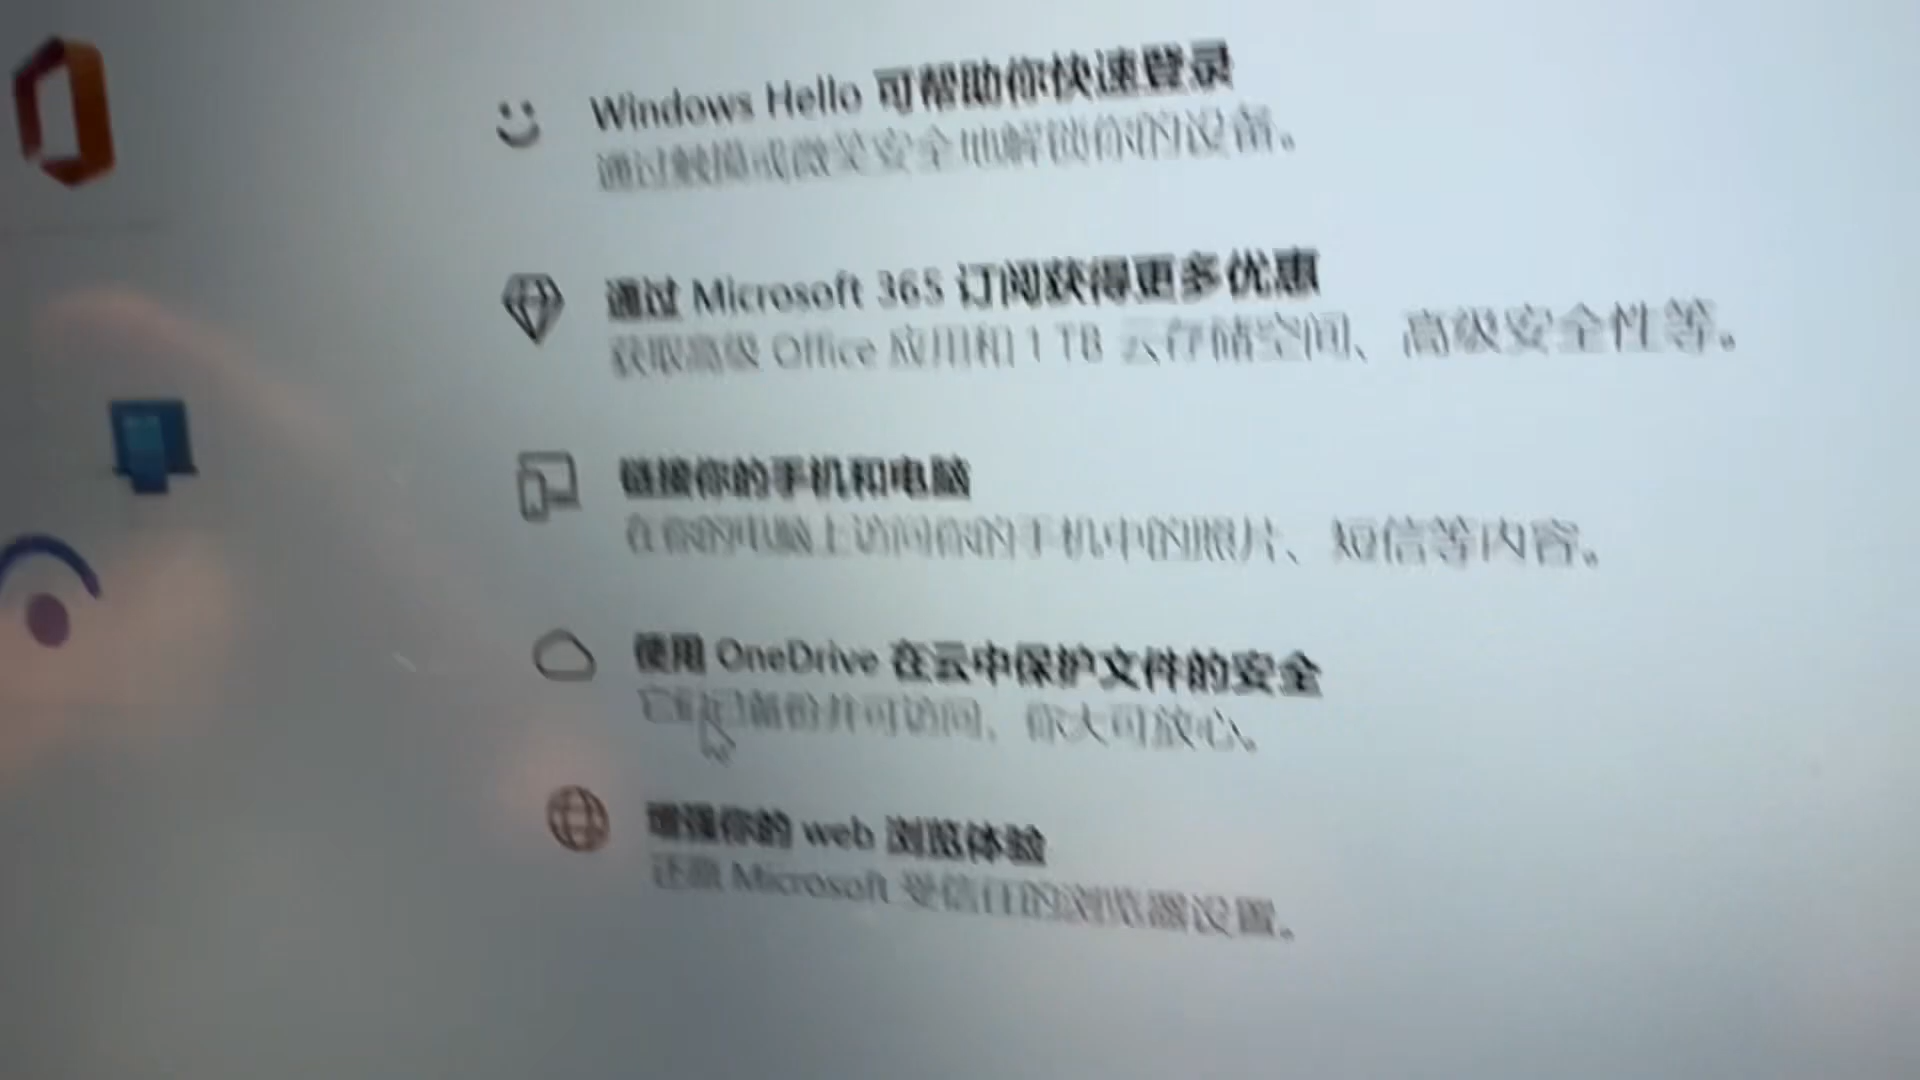 Windows Hello 可帮助你快速登录
通过触摸或微笑安全地解锁你的设备。
通过 Microsoft 365 订阅获得更多优惠
获取高级 Office 应用和 1 TB 云存储空间、高级安全性等。
链接你的手机和电脑
在你的电脑上访问你的手机中的照片、短信等内容。
使用 OneDrive 在云中保护文件的安全
它们已备份并可访问，你大可放心。
增强你的 web 浏览体验
还原 Microsoft 受信任的浏览器设置。